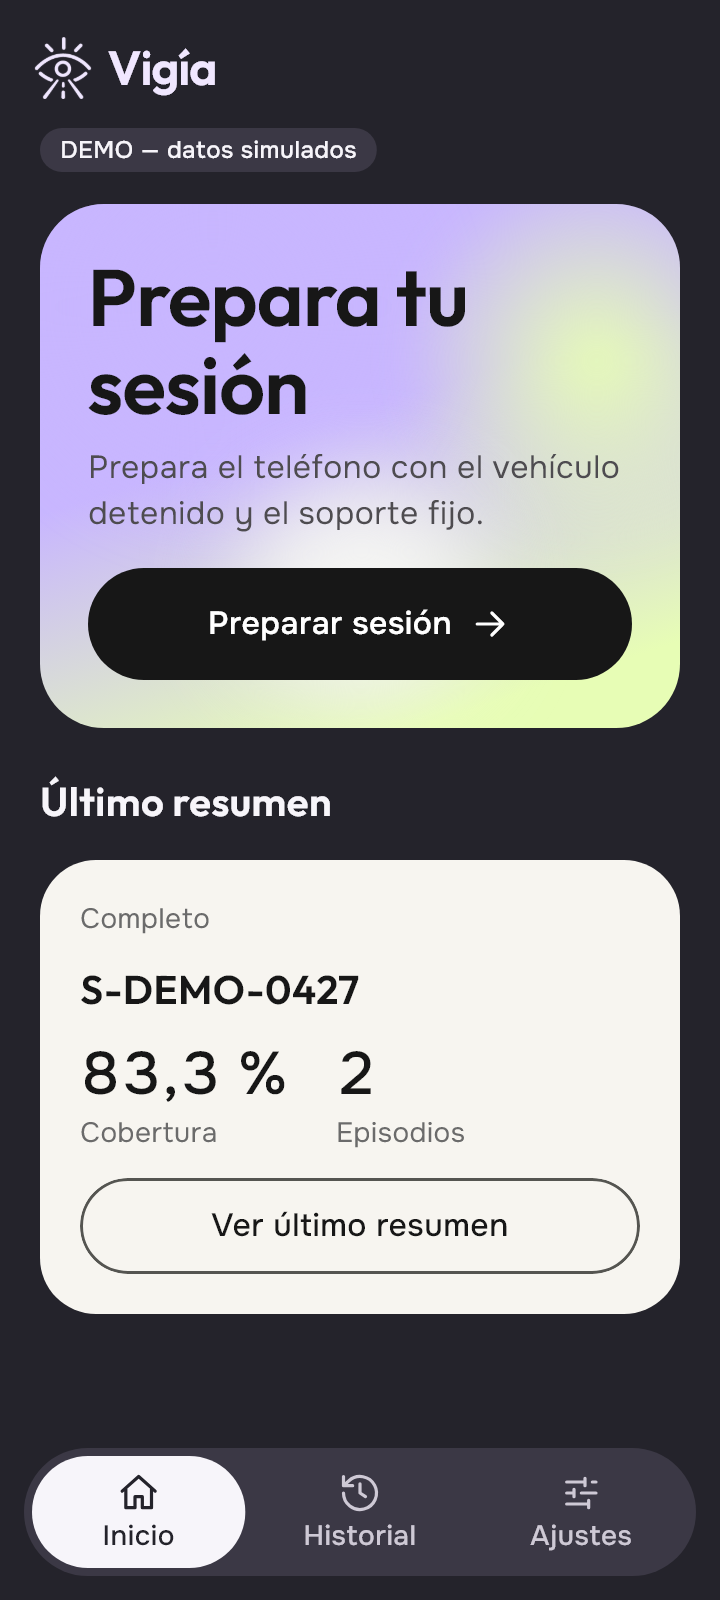 Vigía
DEMO — datos simulados
Prepara tu
sesión
Prepara el teléfono con el vehículo
detenido y el soporte fijo.
Preparar sesión →
Último resumen
Completo
S-DEMO-0427
83,3 % 2
Cobertura Episodios
Ver último resumen
Inicio Historial Ajustes